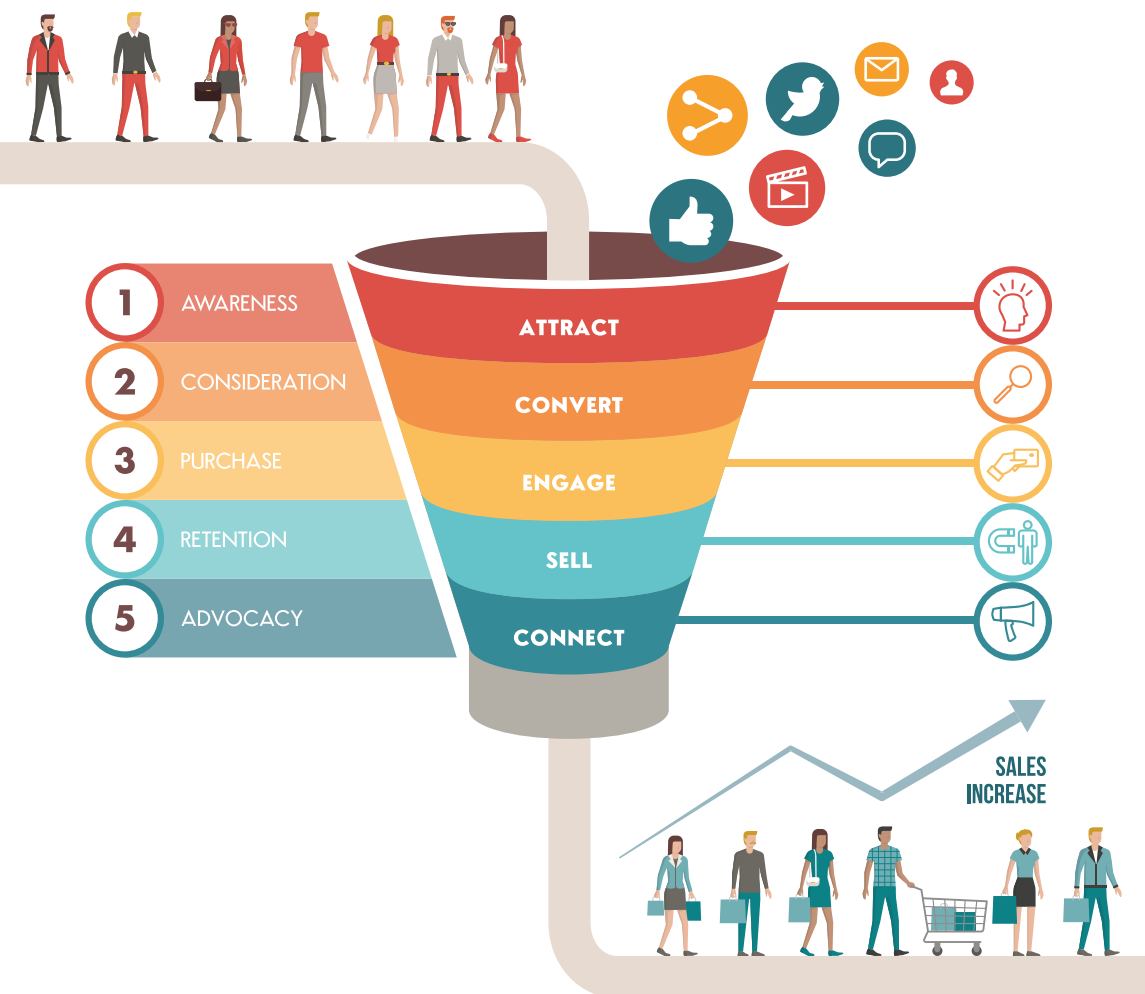 1 AWARENESS
ATTRACT
2 CONSIDERATION
CONVERT
3 PURCHASE
ENGAGE
4 RETENTION
SELL
5 ADVOCACY
CONNECT
SALES
INCREASE